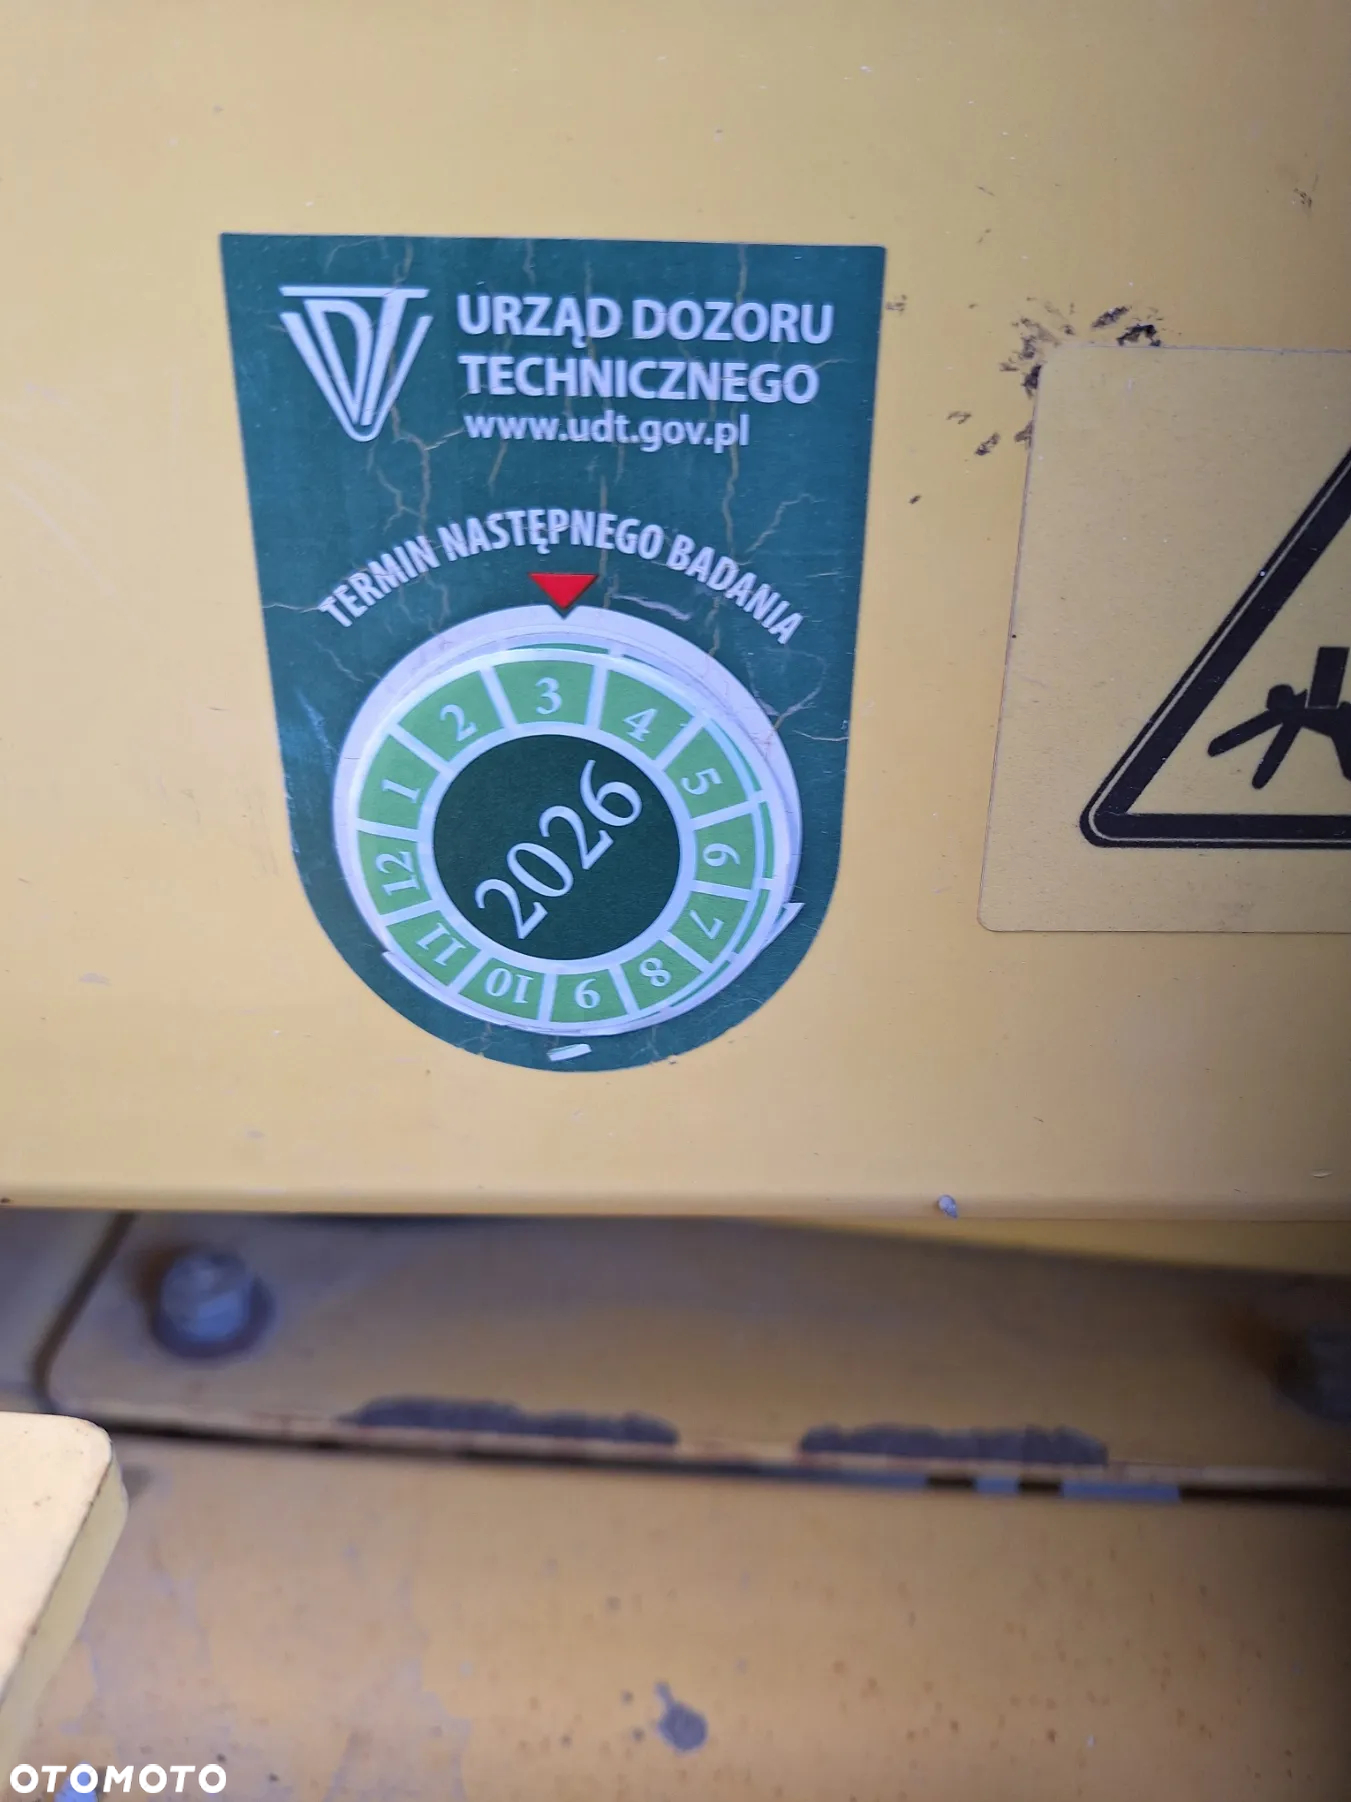 URZĄD DOZORU
TECHNICZNEGO
www.udt.gov.pl
TERMIN NASTĘPNEGO BADANIA
1 2 3 4 5 6 7 8 9 10 11 12
2026
OTOMOTO